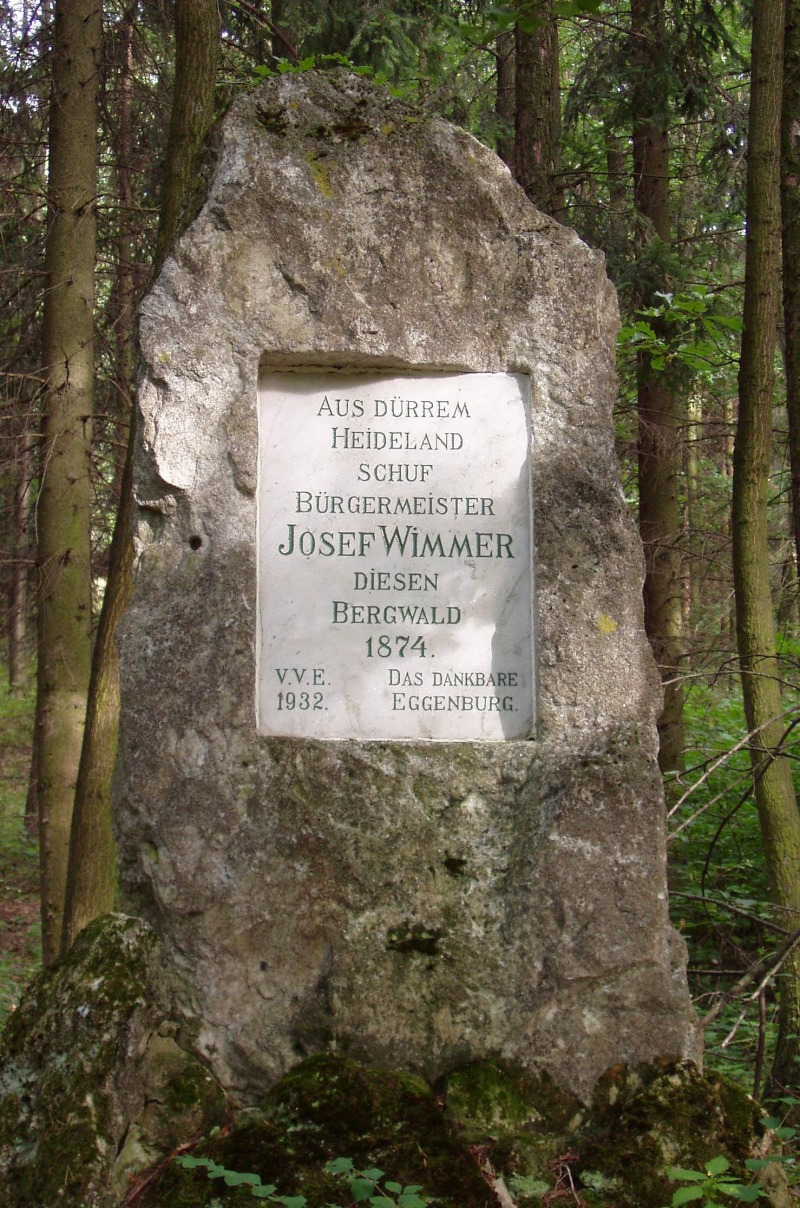 AUS DÜRREM
HEIDELAND
SCHUF
BÜRGERMEISTER
JOSEF WIMMER
DIESEN
BERGWALD
1874.
V.V.E. DAS DANKBARE
1932. EGGENBURG.